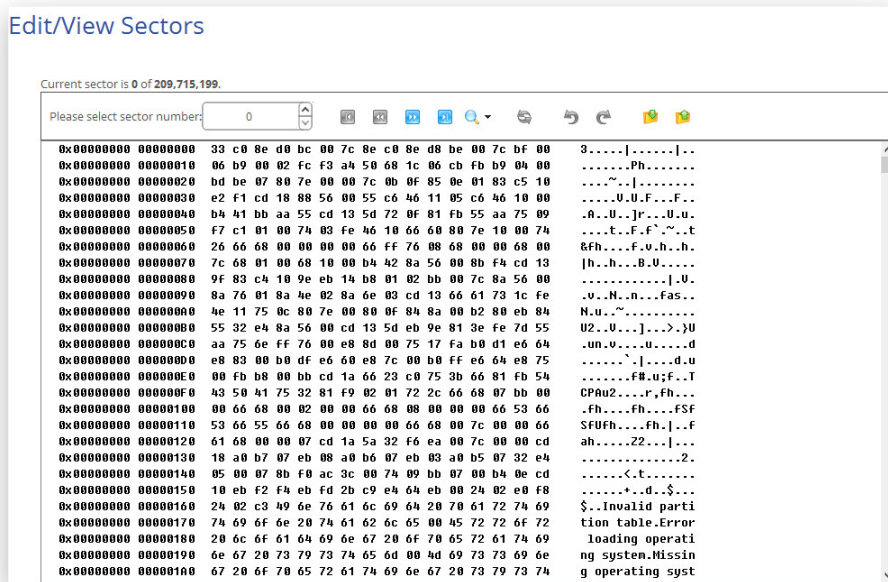 Edit/View Sectors
Current sector is 0 of 209,715,199.
Please select sector number: 0
0x00000000 00000000 33 c0 8e d0 bc 00 7c 8e c0 8e d8 be 00 7c bf 00 3.....|......|..
0x00000000 00000010 06 b9 00 02 fc f3 a4 50 68 1c 06 cb fb b9 04 00 .......Ph.......
0x00000000 00000020 bd be 07 80 7e 00 00 7c 0b 0f 85 0e 01 83 c5 10 ....~..|........
0x00000000 00000030 e2 f1 cd 18 88 56 00 55 c6 46 11 05 c6 46 10 00 .....V.U.F...F..
0x00000000 00000040 b4 41 bb aa 55 cd 13 5d 72 0f 81 fb 55 aa 75 09 .A..U..]r...U.u.
0x00000000 00000050 f7 c1 01 00 74 03 fe 46 10 66 60 80 7e 10 00 74 ....t..F.f`.~..t
0x00000000 00000060 26 66 68 00 00 00 00 66 ff 76 08 68 00 00 68 00 &fh....f.v.h..h.
0x00000000 00000070 7c 68 01 00 68 10 00 b4 42 8a 56 00 8b f4 cd 13 |h..h...B.V.....
0x00000000 00000080 9f 83 c4 10 9e eb 14 b8 01 02 bb 00 7c 8a 56 00 ............|.V.
0x00000000 00000090 8a 76 01 8a 4e 02 8a 6e 03 cd 13 66 61 73 1c fe .v..N..n...fas..
0x00000000 000000A0 4e 11 75 0c 80 7e 00 80 0f 84 8a 00 b2 80 eb 84 N.u..~..........
0x00000000 000000B0 55 32 e4 8a 56 00 cd 13 5d eb 9e 81 3e fe 7d 55 U2..V...]...>.}U
0x00000000 000000C0 aa 75 6e ff 76 00 e8 8d 00 75 17 fa b0 d1 e6 64 .un.v....u.....d
0x00000000 000000D0 e8 83 00 b0 df e6 60 e8 7c 00 b0 ff e6 64 e8 75 ......`.|....d.u
0x00000000 000000E0 00 fb b8 00 bb cd 1a 66 23 c0 75 3b 66 81 fb 54 .......f#.u;f..T
0x00000000 000000F0 43 50 41 75 32 81 f9 02 01 72 2c 66 68 07 bb 00 CPAu2....r,fh...
0x00000000 00000100 00 66 68 00 02 00 00 66 68 08 00 00 00 66 53 66 .fh....fh....fSf
0x00000000 00000110 53 66 55 66 68 00 00 00 00 66 68 00 7c 00 00 66 SfUfh....fh.|..f
0x00000000 00000120 61 68 00 00 07 cd 1a 5a 32 f6 ea 00 7c 00 00 cd ah.....Z2...|...
0x00000000 00000130 18 a0 b7 07 eb 08 a0 b6 07 eb 03 a0 b5 07 32 e4 ..............2.
0x00000000 00000140 05 00 07 8b f0 ac 3c 00 74 09 bb 07 00 b4 0e cd ......<.t.......
0x00000000 00000150 10 eb f2 f4 eb fd 2b c9 e4 64 eb 00 24 02 e0 f8 ......+..d..$...
0x00000000 00000160 24 02 c3 49 6e 76 61 6c 69 64 20 70 61 72 74 69 $..Invalid parti
0x00000000 00000170 74 69 6f 6e 20 74 61 62 6c 65 00 45 72 72 6f 72 tion table.Error
0x00000000 00000180 20 6c 6f 61 64 69 6e 67 20 6f 70 65 72 61 74 69 loading operati
0x00000000 00000190 6e 67 20 73 79 73 74 65 6d 00 4d 69 73 73 69 6e ng system.Missin
0x00000000 000001A0 67 20 6f 70 65 72 61 74 69 6e 67 20 73 79 73 74 g operating syst